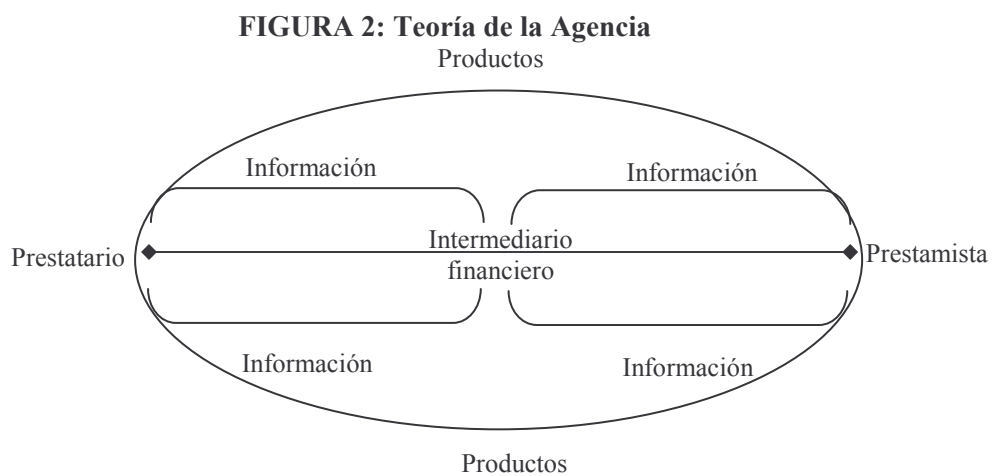 FIGURA 2: Teoría de la Agencia
Productos
Información
Información
Prestatario
Intermediario
financiero
Prestamista
Información
Información
Productos